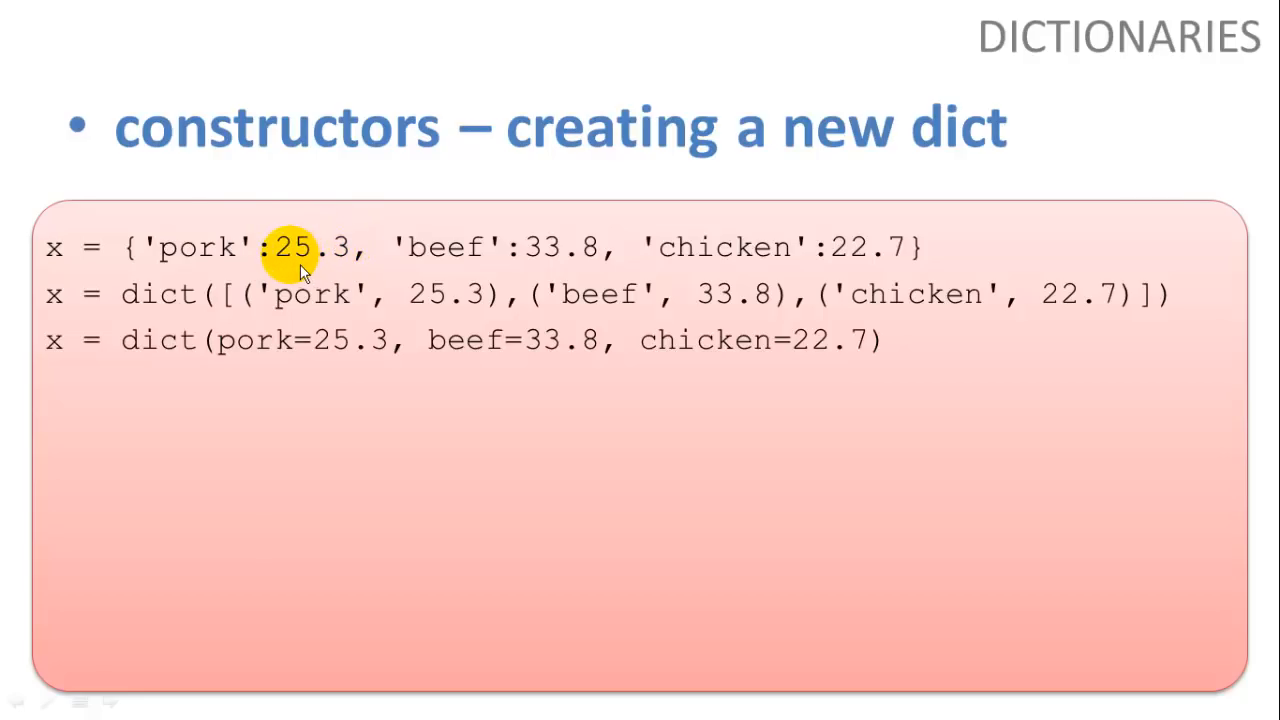 DICTIONARIES
• constructors – creating a new dict
x = {'pork':25.3, 'beef':33.8, 'chicken':22.7}
x = dict([('pork', 25.3),('beef', 33.8),('chicken', 22.7)])
x = dict(pork=25.3, beef=33.8, chicken=22.7)